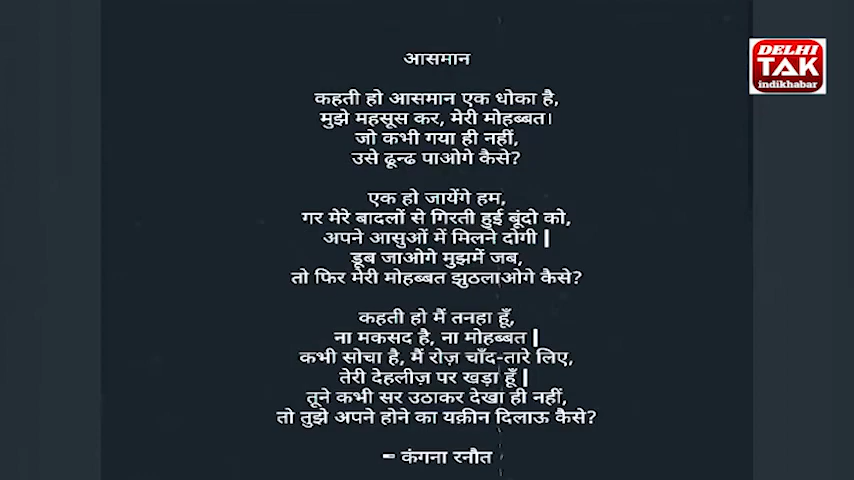 आसमान
कहती हो आसमान एक धोका है,
मुझे महसूस कर, मेरी मोहब्बत।
जो कभी गया ही नहीं,
उसे ढून्ढ पाओगे कैसे?
एक हो जायेंगे हम,
गर मेरे बादलों से गिरती हुई बूंदो को,
अपने आसुओं में मिलने दोगी |
डूब जाओगे मुझमें जब,
तो फिर मेरी मोहब्बत झुठलाओगे कैसे?
कहती हो मैं तनहा हूँ,
ना मकसद है, ना मोहब्बत |
कभी सोचा है, मैं रोज़ चाँद-तारे लिए,
तेरी देहलीज़ पर खड़ा हूँ |
तूने कभी सर उठाकर देखा ही नहीं,
तो तुझे अपने होने का यक़ीन दिलाऊ कैसे?
- कंगना रनौत
DELHI
TAK
indikhabar